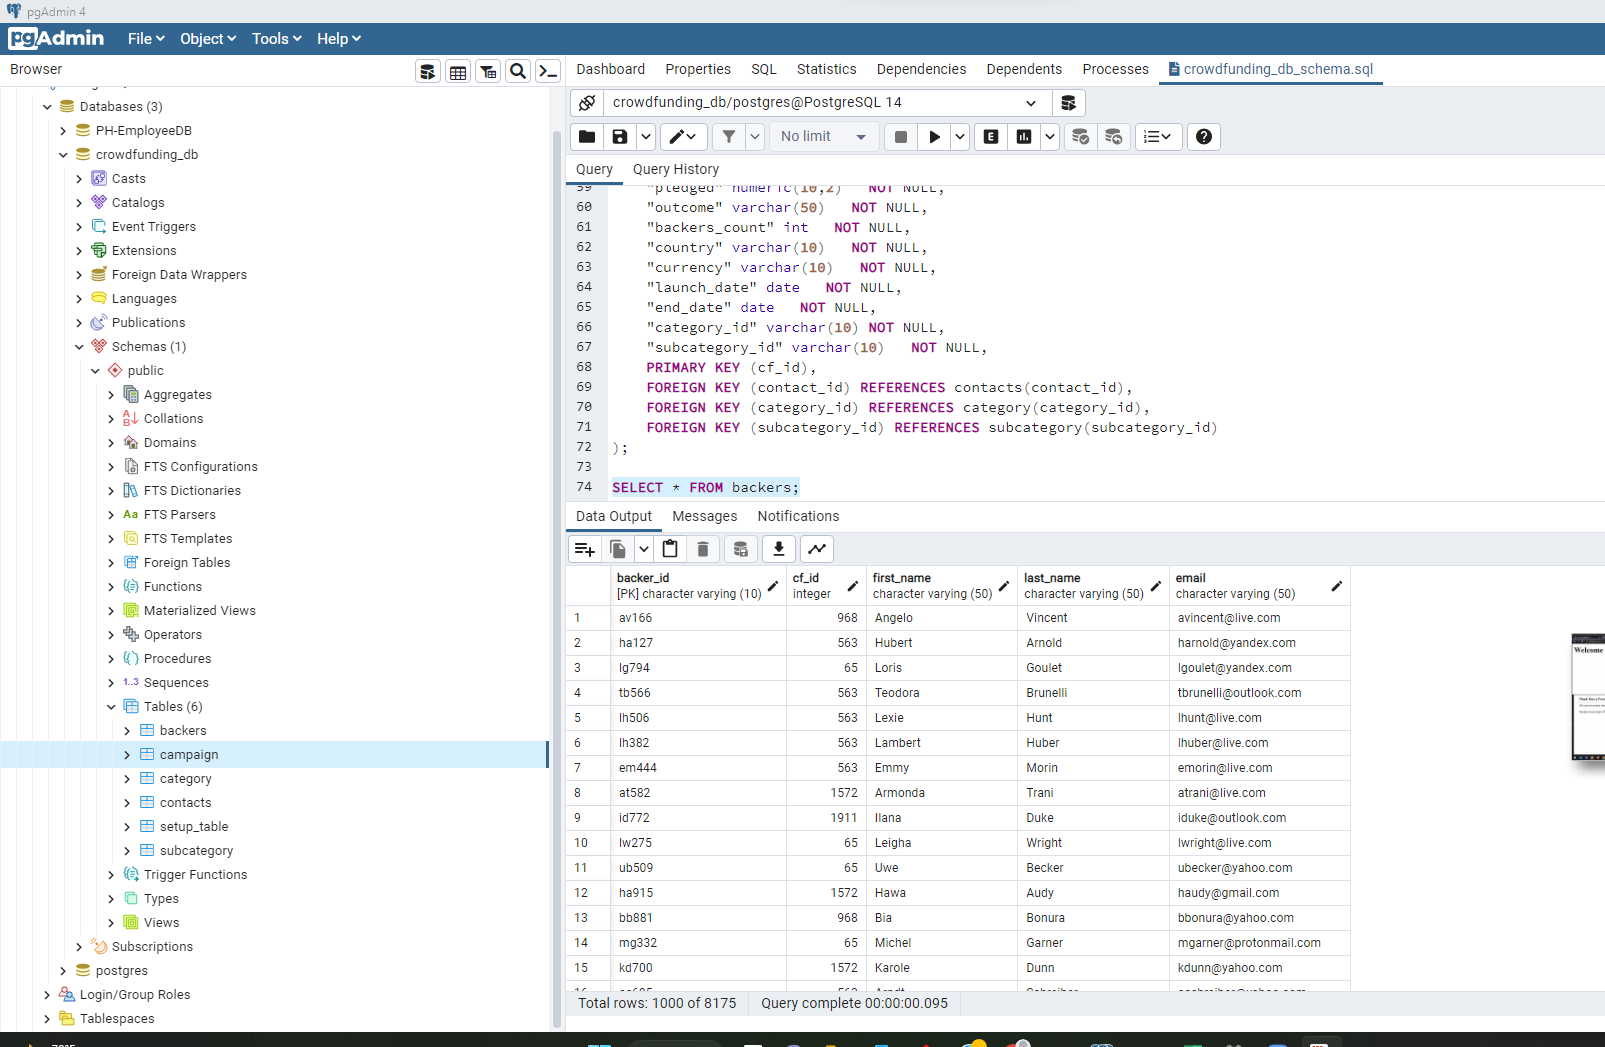 pgAdmin 4
pgAdmin File Object Tools Help
Browser
Dashboard Properties SQL Statistics Dependencies Dependents Processes crowdfunding_db_schema.sql
Databases (3)
PH-EmployeeDB
crowdfunding_db
Casts
Catalogs
Event Triggers
Extensions
Foreign Data Wrappers
Languages
Publications
Schemas (1)
public
Aggregates
Collations
Domains
FTS Configurations
FTS Dictionaries
Aa FTS Parsers
FTS Templates
Foreign Tables
Functions
Materialized Views
Operators
Procedures
1..3 Sequences
Tables (6)
backers
campaign
category
contacts
setup_table
subcategory
Trigger Functions
Types
Views
Subscriptions
postgres
Login/Group Roles
Tablespaces
crowdfunding_db/postgres@PostgreSQL 14
No limit
E
Query Query History
59 "pledged" numeric(10,2) NOT NULL,
60 "outcome" varchar(50) NOT NULL,
61 "backers_count" int NOT NULL,
62 "country" varchar(10) NOT NULL,
63 "currency" varchar(10) NOT NULL,
64 "launch_date" date NOT NULL,
65 "end_date" date NOT NULL,
66 "category_id" varchar(10) NOT NULL,
67 "subcategory_id" varchar(10) NOT NULL,
68 PRIMARY KEY (cf_id),
69 FOREIGN KEY (contact_id) REFERENCES contacts(contact_id),
70 FOREIGN KEY (category_id) REFERENCES category(category_id),
71 FOREIGN KEY (subcategory_id) REFERENCES subcategory(subcategory_id)
72 );
73
74 SELECT * FROM backers;
Data Output Messages Notifications
backer_id cf_id first_name last_name email
[PK] character varying (10) integer character varying (50) character varying (50) character varying (50)
1 av166 968 Angelo Vincent avincent@live.com
2 ha127 563 Hubert Arnold harnold@yandex.com
3 lg794 65 Loris Goulet lgoulet@yandex.com
4 tb566 563 Teodora Brunelli tbrunelli@outlook.com
5 lh506 563 Lexie Hunt lhunt@live.com
6 lh382 563 Lambert Huber lhuber@live.com
7 em444 563 Emmy Morin emorin@live.com
8 at582 1572 Armonda Trani atrani@live.com
9 id772 1911 Ilana Duke iduke@outlook.com
10 lw275 65 Leigha Wright lwright@live.com
11 ub509 65 Uwe Becker ubecker@yahoo.com
12 ha915 1572 Hawa Audy haudy@gmail.com
13 bb881 968 Bia Bonura bbonura@yahoo.com
14 mg332 65 Michel Garner mgarner@protonmail.com
15 kd700 1572 Karole Dunn kdunn@yahoo.com
Total rows: 1000 of 8175 Query complete 00:00:00.095
Welcome